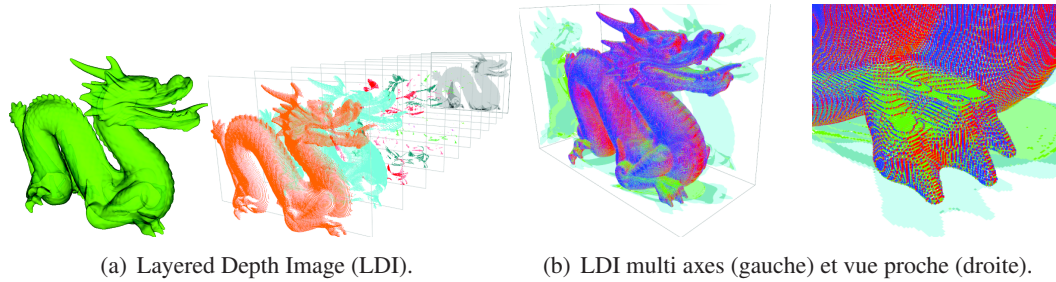 (a) Layered Depth Image (LDI).
(b) LDI multi axes (gauche) et vue proche (droite).